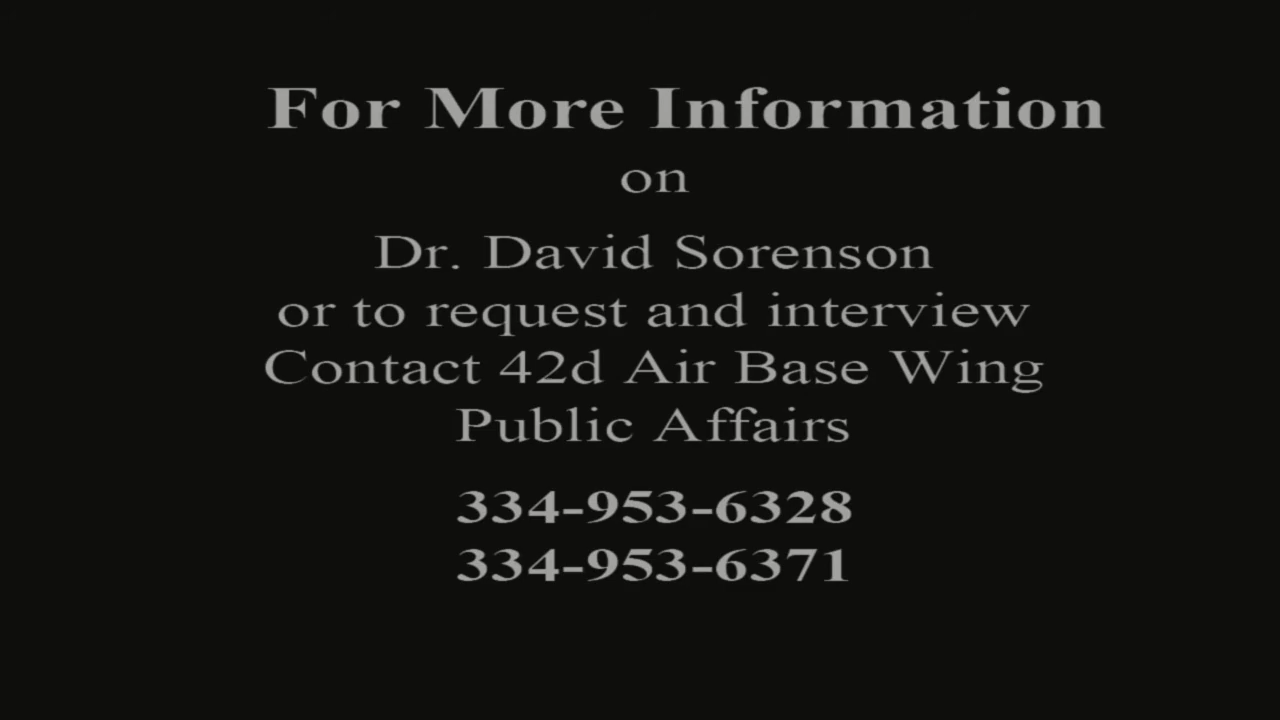 For More Information
on
Dr. David Sorenson
or to request and interview
Contact 42d Air Base Wing
Public Affairs
334-953-6328
334-953-6371